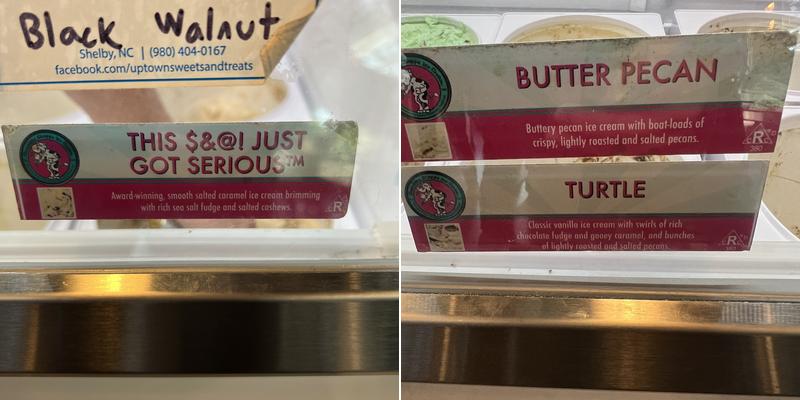 Black Walnut
Shelby, NC | (980) 404-0167
facebook.com/uptownsweetsandtreats
THIS $&@! JUST
GOT SERIOUS™
Award-winning, smooth salted caramel ice cream brimming
with rich sea salt fudge and salted cashews.
R
BUTTER PECAN
Buttery pecan ice cream with boat-loads of
crispy, lightly roasted and salted pecans.
R
TURTLE
Classic vanilla ice cream with swirls of rich
chocolate fudge and gooey caramel, and bunches
of lightly roasted and salted pecans.
R